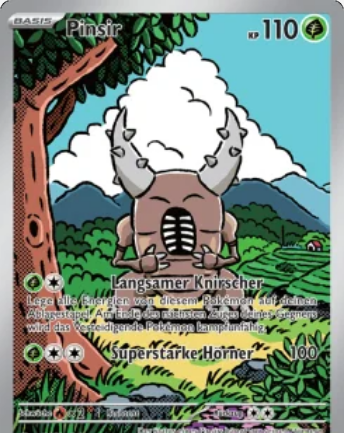 BASIS
Pinsir
KP 110
Langsamer Knirscher
Lege alle Energien von diesem Pokémon auf deinen
Ablagestapel. Am Ende des nächsten Zuges deines Gegners
wird das Verteidigende Pokémon kampfunfähig.
Superstarke Hörner 100
Schwäche